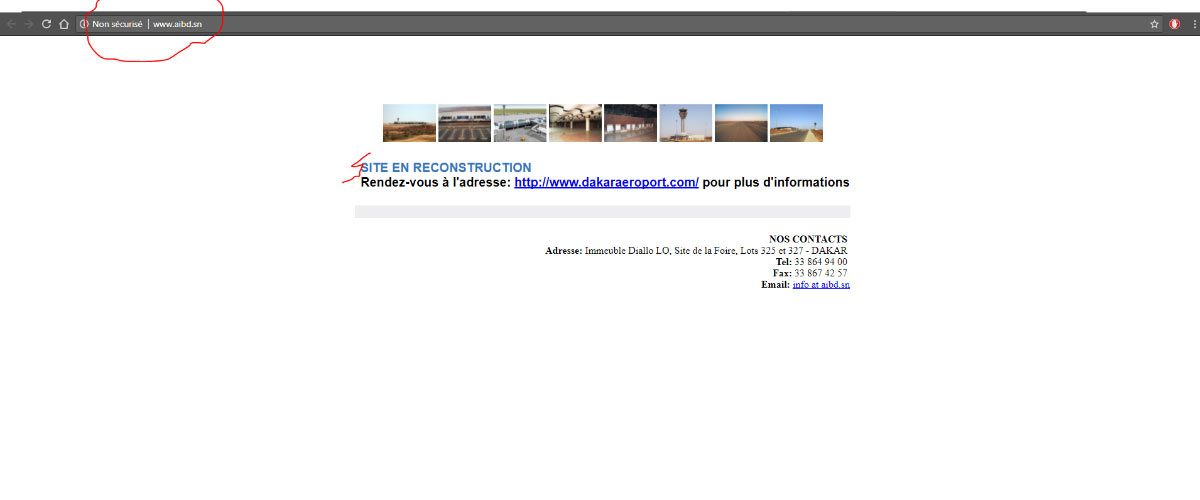 Non sécurisé | www.aibd.sn
SITE EN RECONSTRUCTION
Rendez-vous à l'adresse: http://www.dakaraeroport.com/ pour plus d'informations
NOS CONTACTS
Adresse: Immeuble Diallo LO, Site de la Foire, Lots 325 et 327 - DAKAR
Tel: 33 864 94 00
Fax: 33 867 42 57
Email: info at aibd.sn